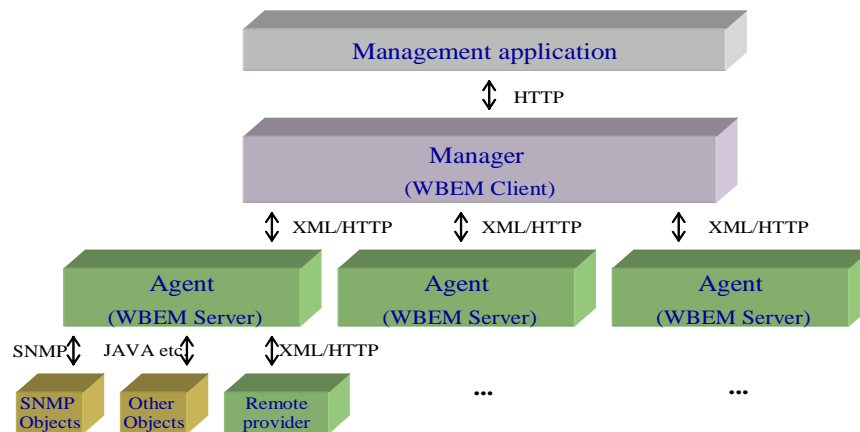 Management application
HTTP
Manager
(WBEM Client)
XML/HTTP XML/HTTP XML/HTTP
Agent Agent Agent
(WBEM Server) (WBEM Server) (WBEM Server)
SNMP JAVA etc. XML/HTTP
SNMP Other Remote ... ...
Objects Objects provider